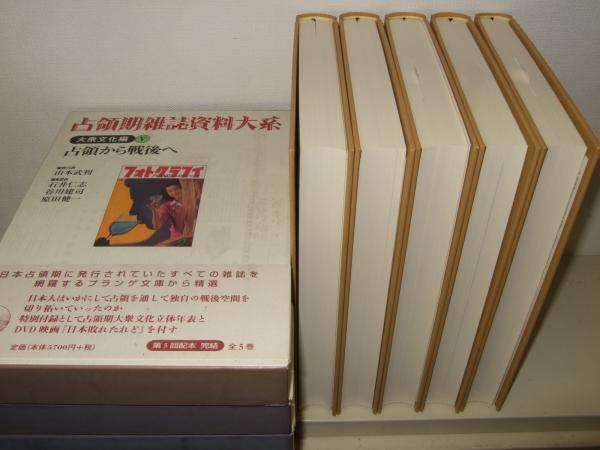 占領期雑誌資料大系
大衆文化編 V
占領から戦後へ
編集代表
山本武利
編集委員
石井仁志
谷川建司
原田健一
フォトグラフイ
日本占領期に発行されていたすべての雑誌を
網羅するプランゲ文庫から精選
日本人はいかにして占領を通して独自の戦後空間を
切り拓いていったのか
特別付録として占領期大衆文化立体年表と
DVD映画『日本敗れたれど』を付す
定価(本体5700円+税)
第5回配本 完結 全5巻